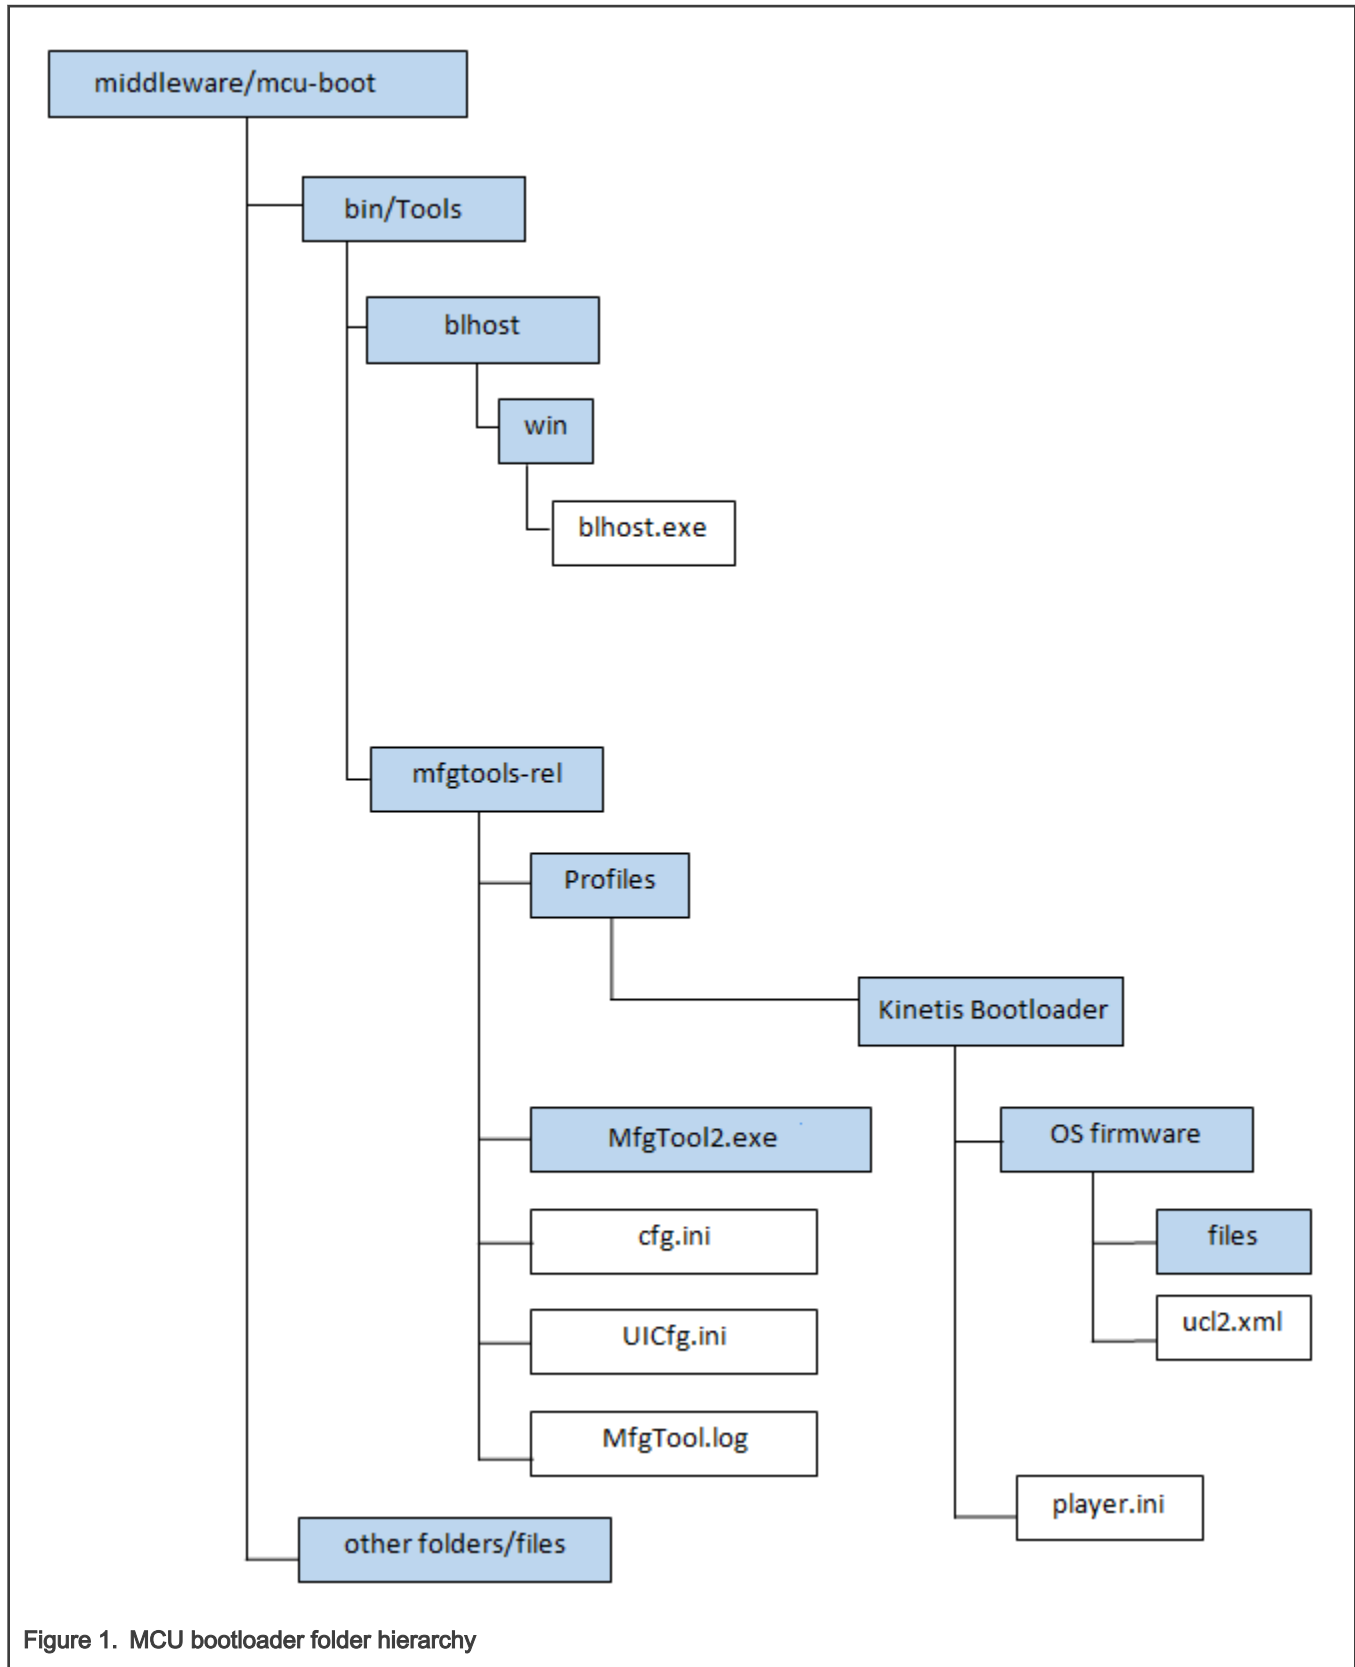 middleware/mcu-boot
bin/Tools
blhost
win
blhost.exe
mfgtools-rel
Profiles
Kinetis Bootloader
MfgTool2.exe
OS firmware
cfg.ini
files
UICfg.ini
ucl2.xml
MfgTool.log
player.ini
other folders/files
Figure 1. MCU bootloader folder hierarchy